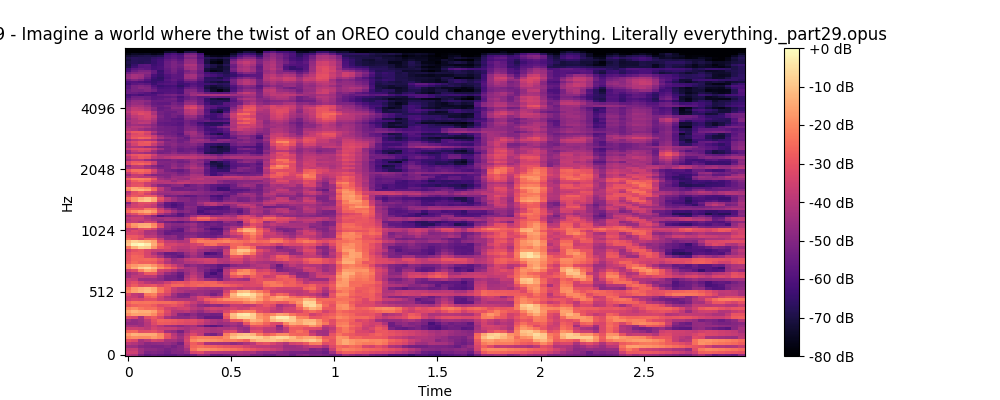 9 - Imagine a world where the twist of an OREO could change everything. Literally everything._part29.opus
+0 dB
4096
-10 dB
-20 dB
2048
-30 dB
Hz
-40 dB
1024
-50 dB
512
-60 dB
-70 dB
0
-80 dB
0 0.5 1 1.5 2 2.5
Time